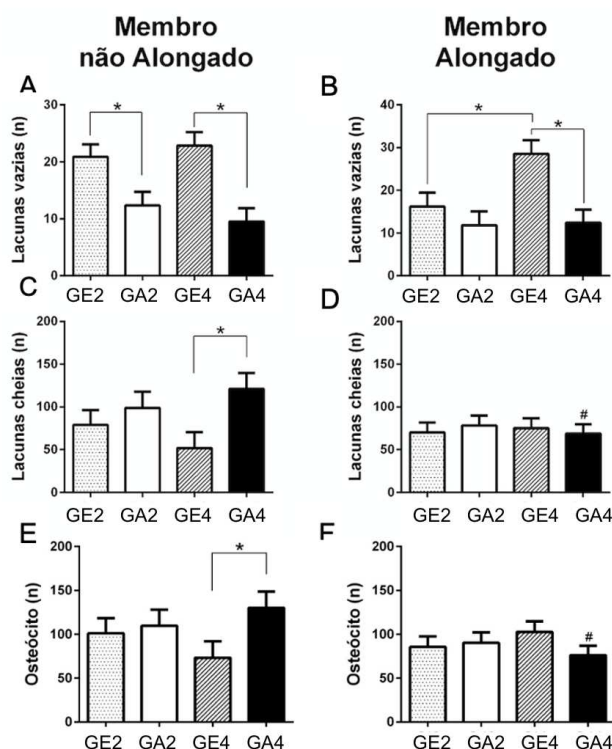 Membro
não Alongado
Membro
Alongado
A
Lacunas vazias (n)
30
20
10
0
*
*
GE2 GA2 GE4 GA4
B
Lacunas vazias (n)
40
30
20
10
0
*
*
GE2 GA2 GE4 GA4
C
Lacunas cheias (n)
200
150
100
50
0
*
GE2 GA2 GE4 GA4
D
Lacunas cheias (n)
200
150
100
50
0
#
GE2 GA2 GE4 GA4
E
Osteócito (n)
200
150
100
50
0
*
GE2 GA2 GE4 GA4
F
Osteócito (n)
200
150
100
50
0
#
GE2 GA2 GE4 GA4